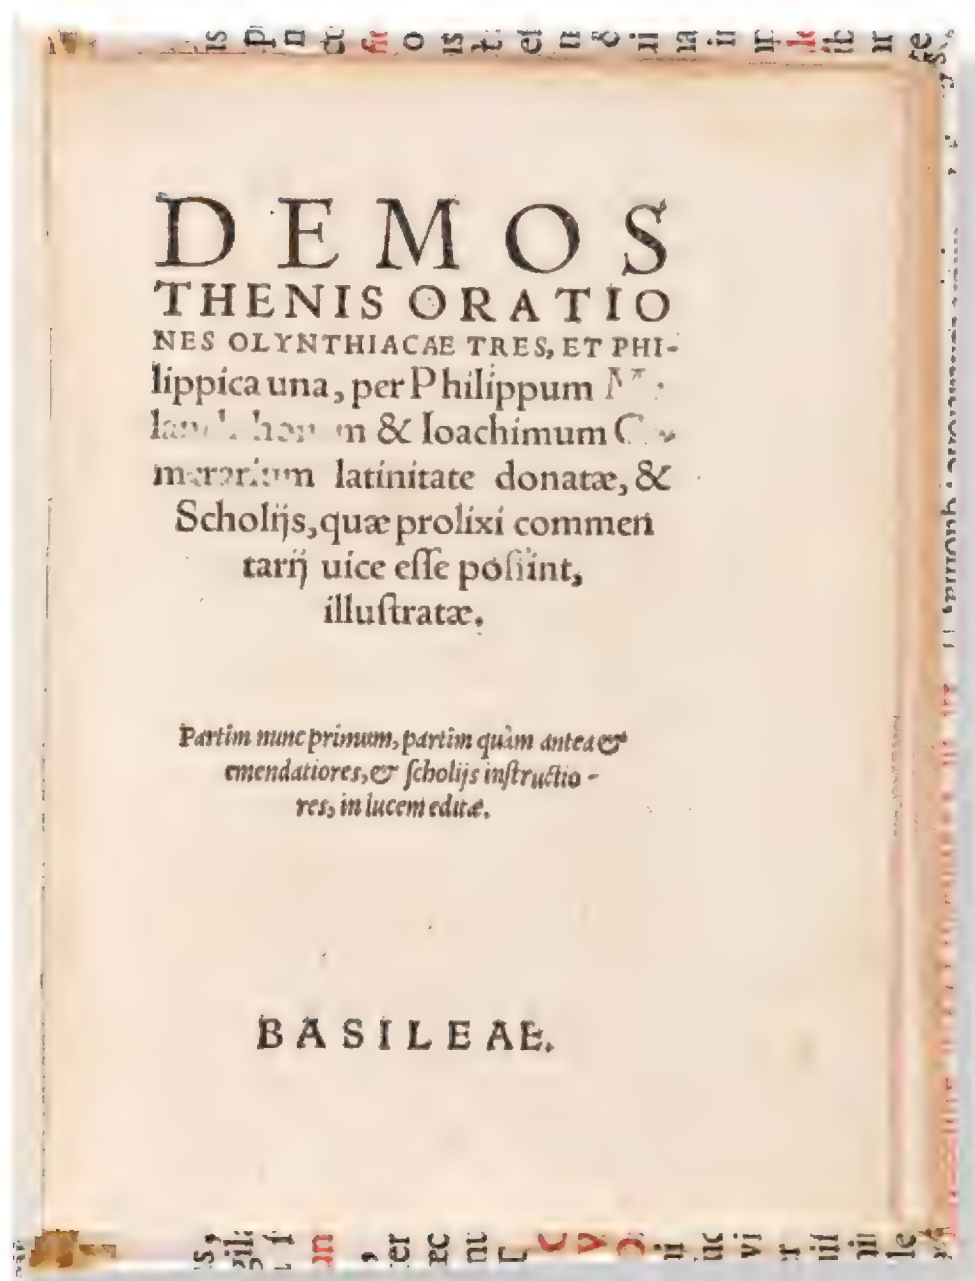 DEMOS
THENIS ORATIO
NES OLYNTHIACAE TRES, ET PHI-
lippica una, per Philippum
& Ioachimum
latinitate donatæ, &
Scholijs, quæ prolixi commen
tarij uice esse possint,
illustratæ.
Partim nunc primum, partim quàm antea &
emendatiores, & scholijs instructio-
res, in lucem editæ.
BASILEAE.